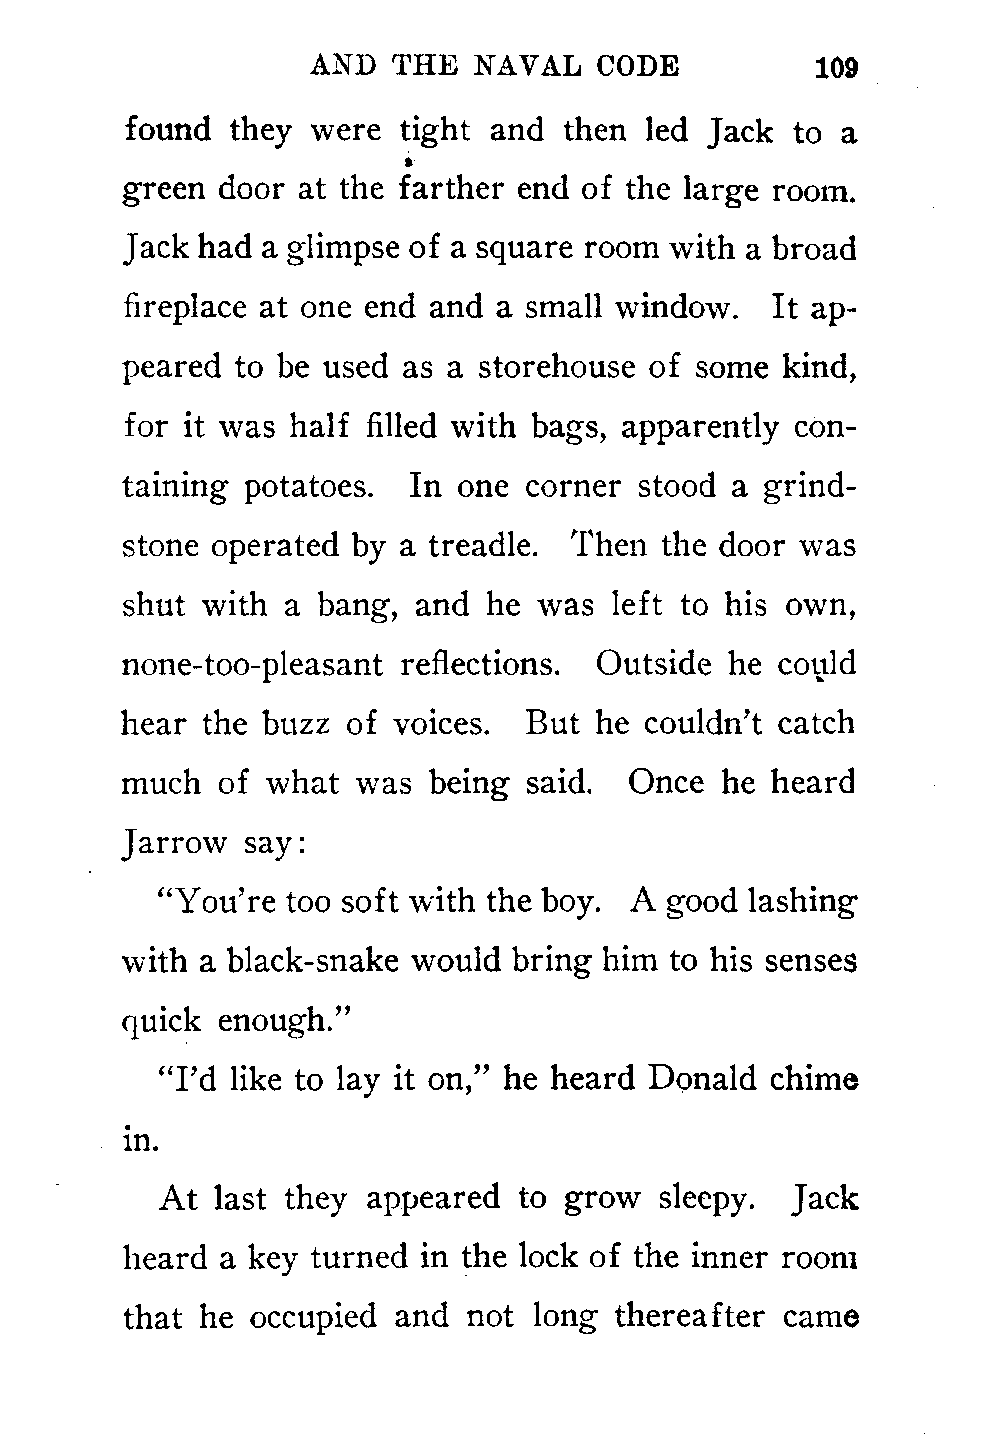 AND THE NAVAL CODE 109
found they were tight and then led Jack to a
green door at the farther end of the large room.
Jack had a glimpse of a square room with a broad
fireplace at one end and a small window. It ap-
peared to be used as a storehouse of some kind,
for it was half filled with bags, apparently con-
taining potatoes. In one corner stood a grind-
stone operated by a treadle. Then the door was
shut with a bang, and he was left to his own,
none-too-pleasant reflections. Outside he could
hear the buzz of voices. But he couldn't catch
much of what was being said. Once he heard
Jarrow say:
"You're too soft with the boy. A good lashing
with a black-snake would bring him to his senses
quick enough."
"I'd like to lay it on," he heard Donald chime
in.
At last they appeared to grow sleepy. Jack
heard a key turned in the lock of the inner room
that he occupied and not long thereafter came